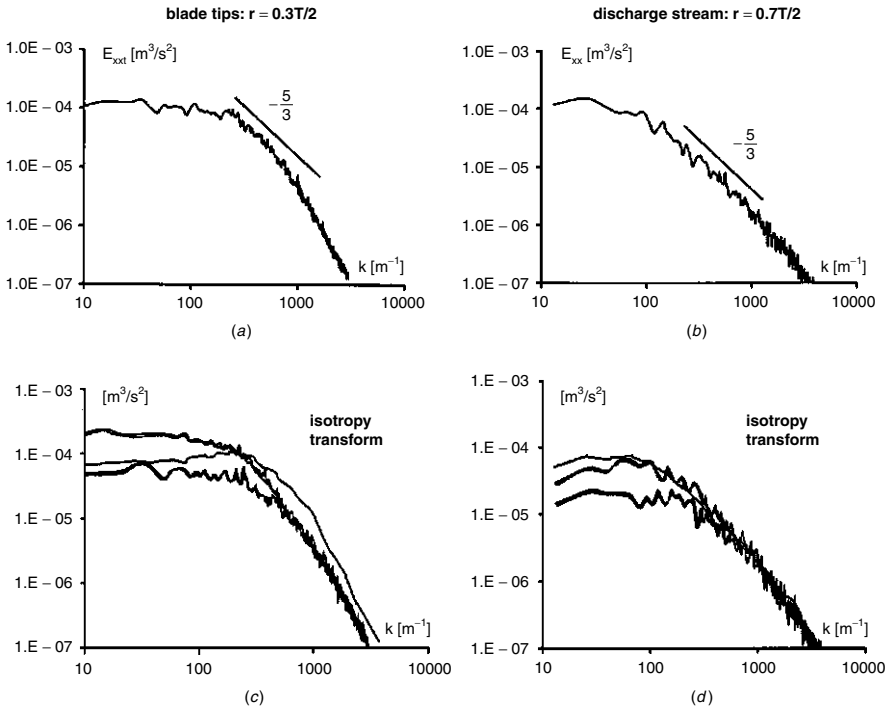 blade tips: r = 0.3T/2
discharge stream: r = 0.7T/2
E_xxt [m³/s²]
1.0E – 03
1.0E – 04
1.0E – 05
1.0E – 06
1.0E – 07
–5/3
k [m⁻¹]
10 100 1000 10000
(a)
E_xx [m³/s²]
1.0E – 03
1.0E – 04
1.0E – 05
1.0E – 06
1.0E – 07
–5/3
k [m⁻¹]
10 100 1000 10000
(b)
[m³/s²]
1.E – 03
1.E – 04
1.E – 05
1.E – 06
1.E – 07
isotropy
transform
k [m⁻¹]
10 100 1000 10000
(c)
[m³/s²]
1.E – 03
1.E – 04
1.E – 05
1.E – 06
1.E – 07
isotropy
transform
k [m⁻¹]
10 100 1000 10000
(d)